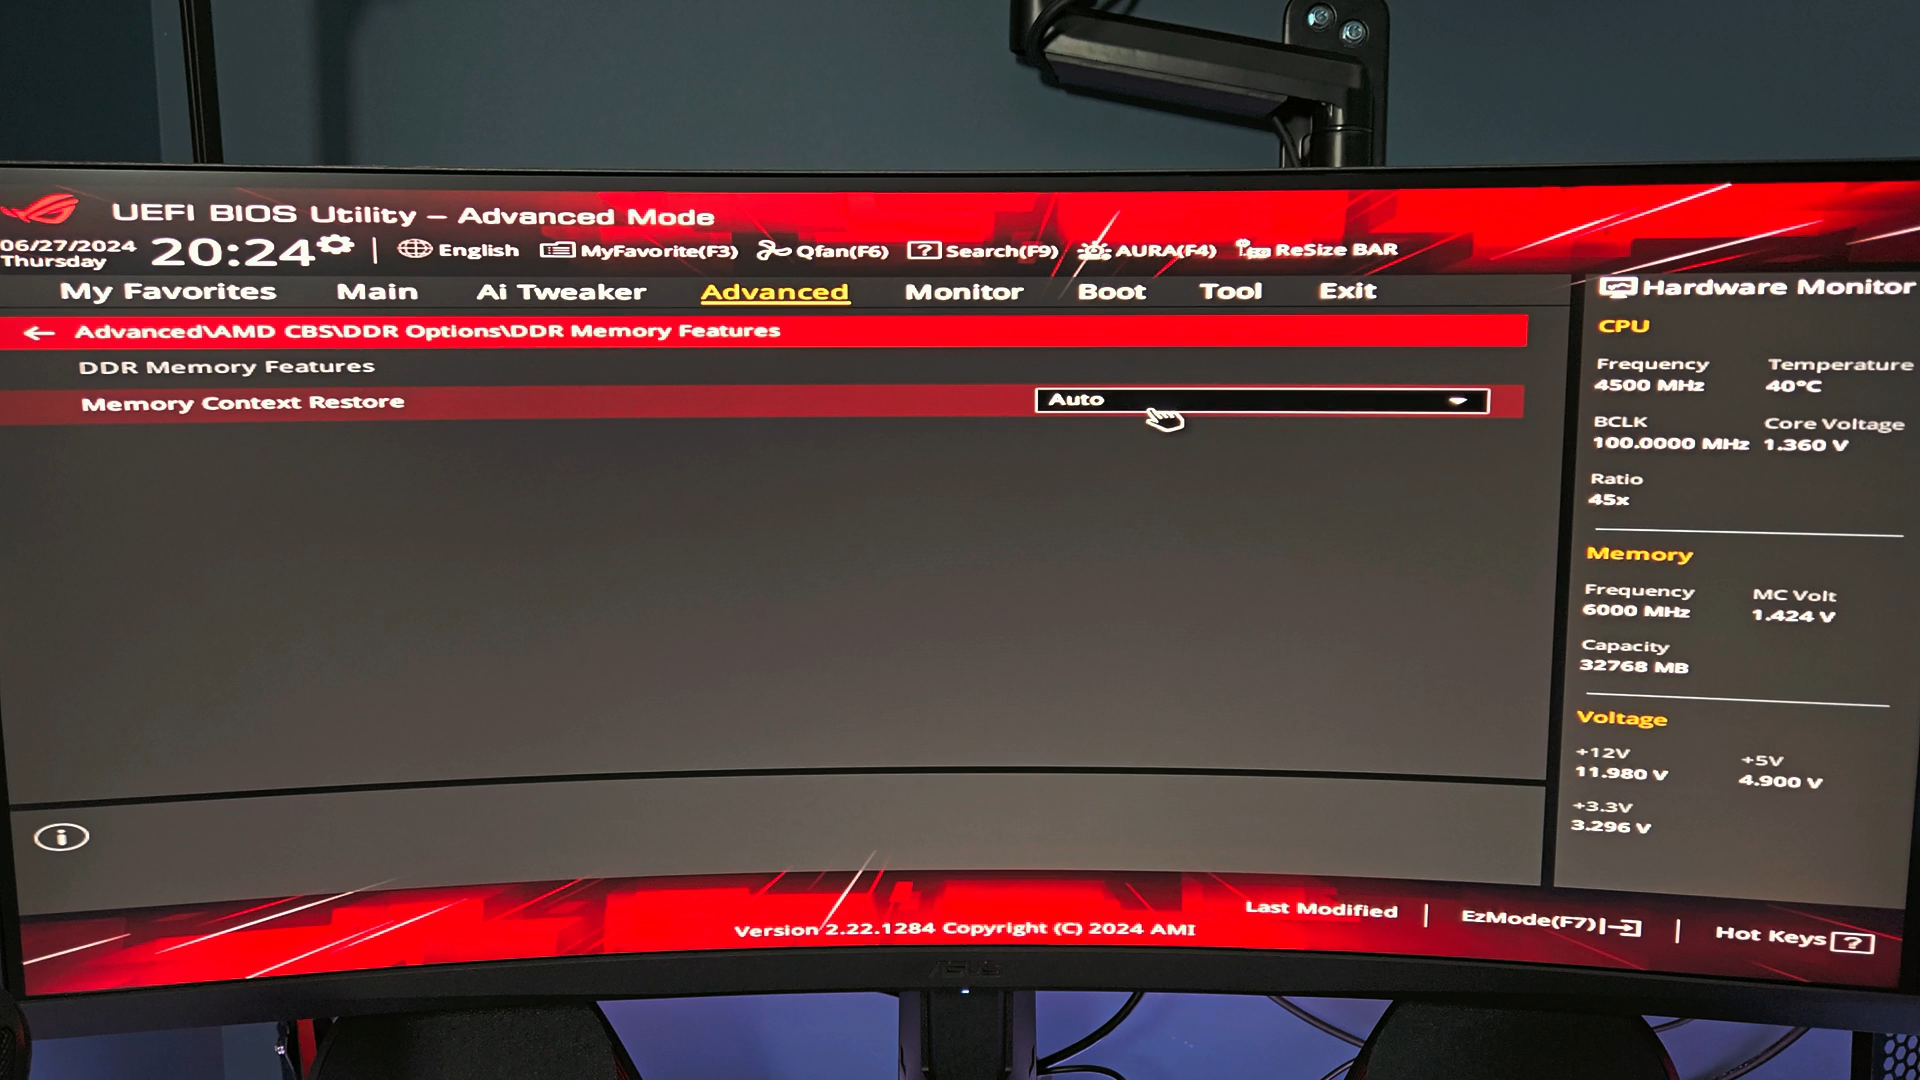 UEFI BIOS Utility – Advanced Mode
06/27/2024
Thursday
20:24
English
MyFavorite(F3)
Qfan(F6)
Search(F9)
AURA(F4)
ReSize BAR
My Favorites
Main
Ai Tweaker
Advanced
Monitor
Boot
Tool
Exit
Advanced\AMD CBS\DDR Options\DDR Memory Features
DDR Memory Features
Memory Context Restore
Auto
Hardware Monitor
CPU
Frequency
Temperature
4500 MHz
40°C
BCLK
Core Voltage
100.0000 MHz
1.360 V
Ratio
45x
Memory
Frequency
MC Volt
6000 MHz
1.424 V
Capacity
32768 MB
Voltage
+12V
+5V
11.980 V
4.900 V
+3.3V
3.296 V
Last Modified
EzMode(F7)
Hot Keys ?
Version 2.22.1284 Copyright (C) 2024 AMI
ASUS